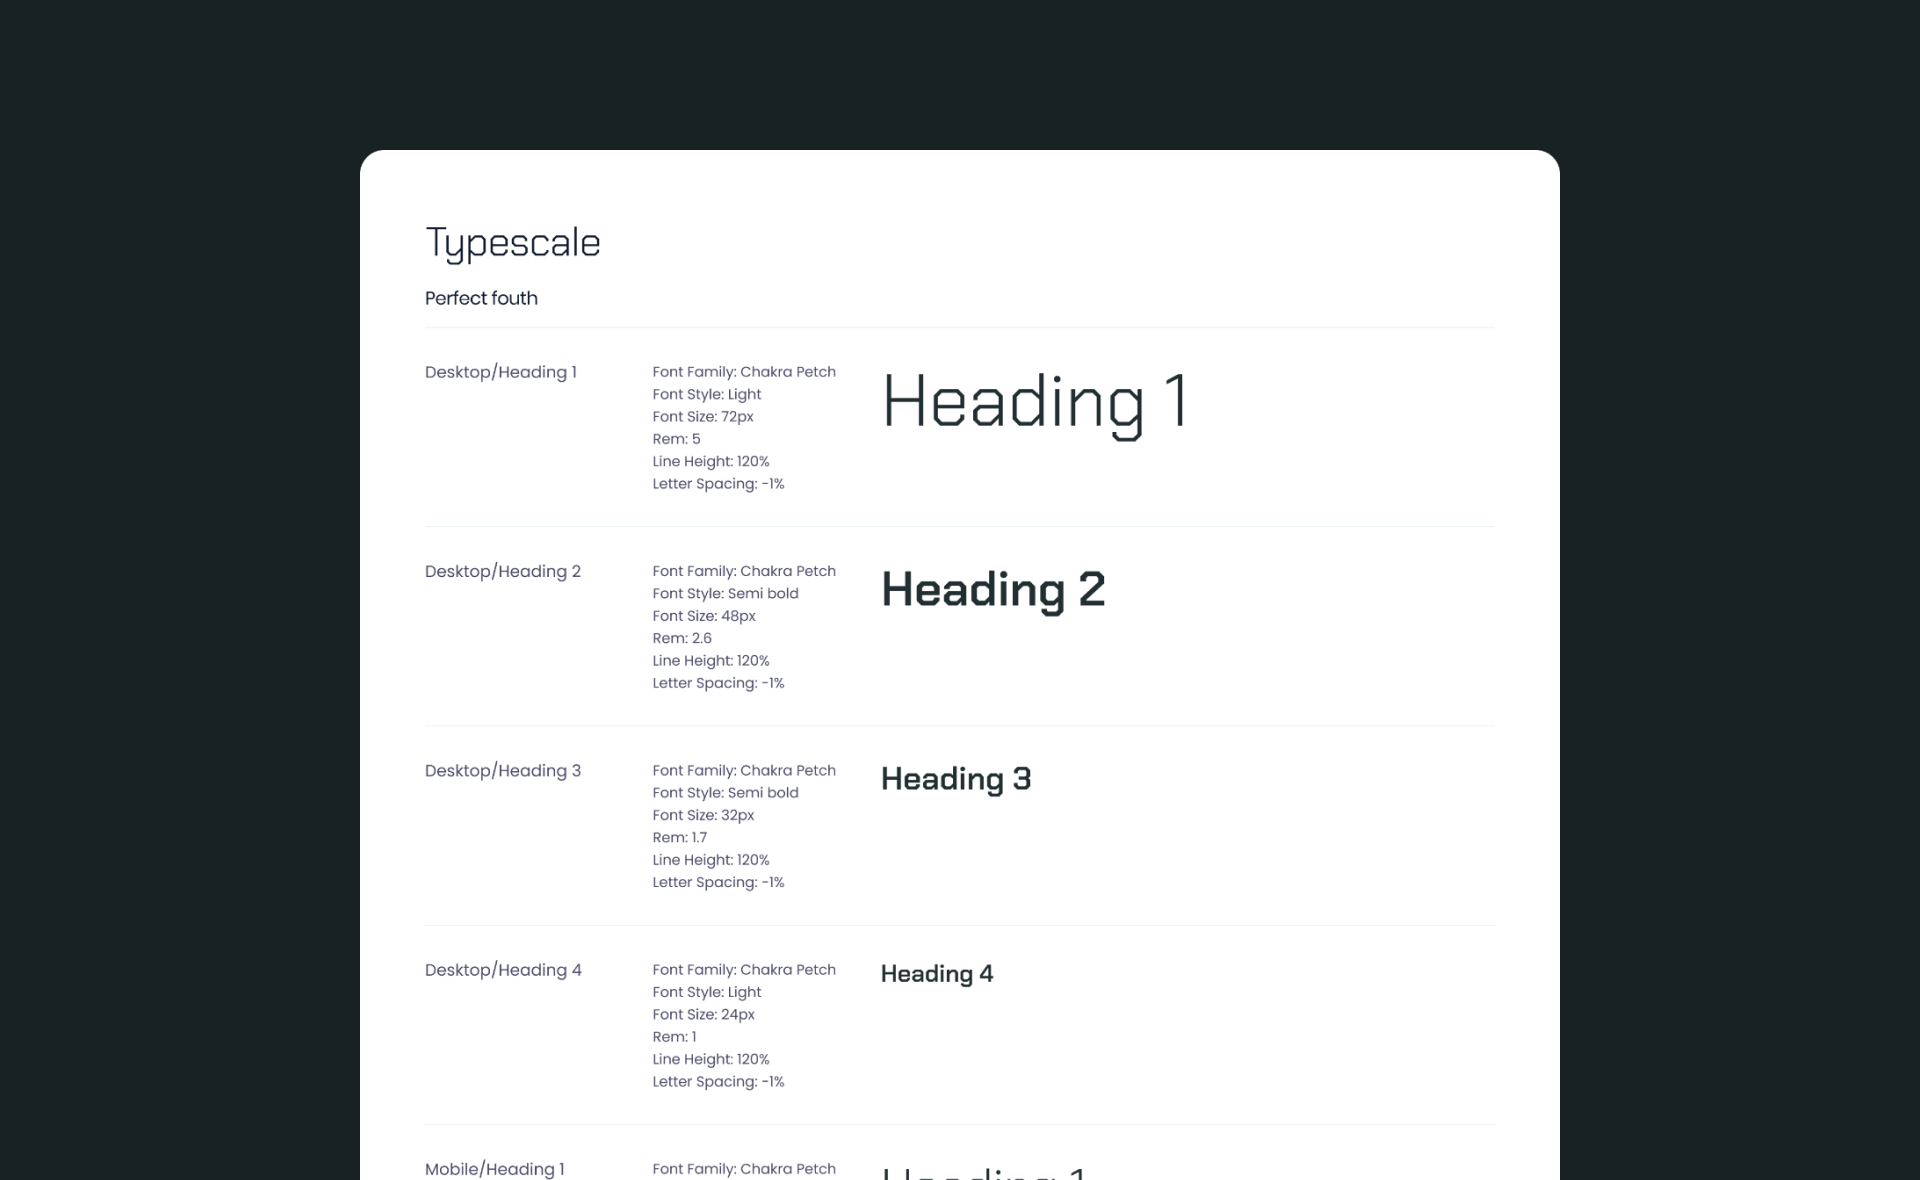 Typescale
Perfect fouth
Desktop/Heading 1
Font Family: Chakra Petch
Font Style: Light
Font Size: 72px
Rem: 5
Line Height: 120%
Letter Spacing: -1%
Heading 1
Desktop/Heading 2
Font Family: Chakra Petch
Font Style: Semi bold
Font Size: 48px
Rem: 2.6
Line Height: 120%
Letter Spacing: -1%
Heading 2
Desktop/Heading 3
Font Family: Chakra Petch
Font Style: Semi bold
Font Size: 32px
Rem: 1.7
Line Height: 120%
Letter Spacing: -1%
Heading 3
Desktop/Heading 4
Font Family: Chakra Petch
Font Style: Light
Font Size: 24px
Rem: 1
Line Height: 120%
Letter Spacing: -1%
Heading 4
Mobile/Heading 1
Font Family: Chakra Petch
Heading 1